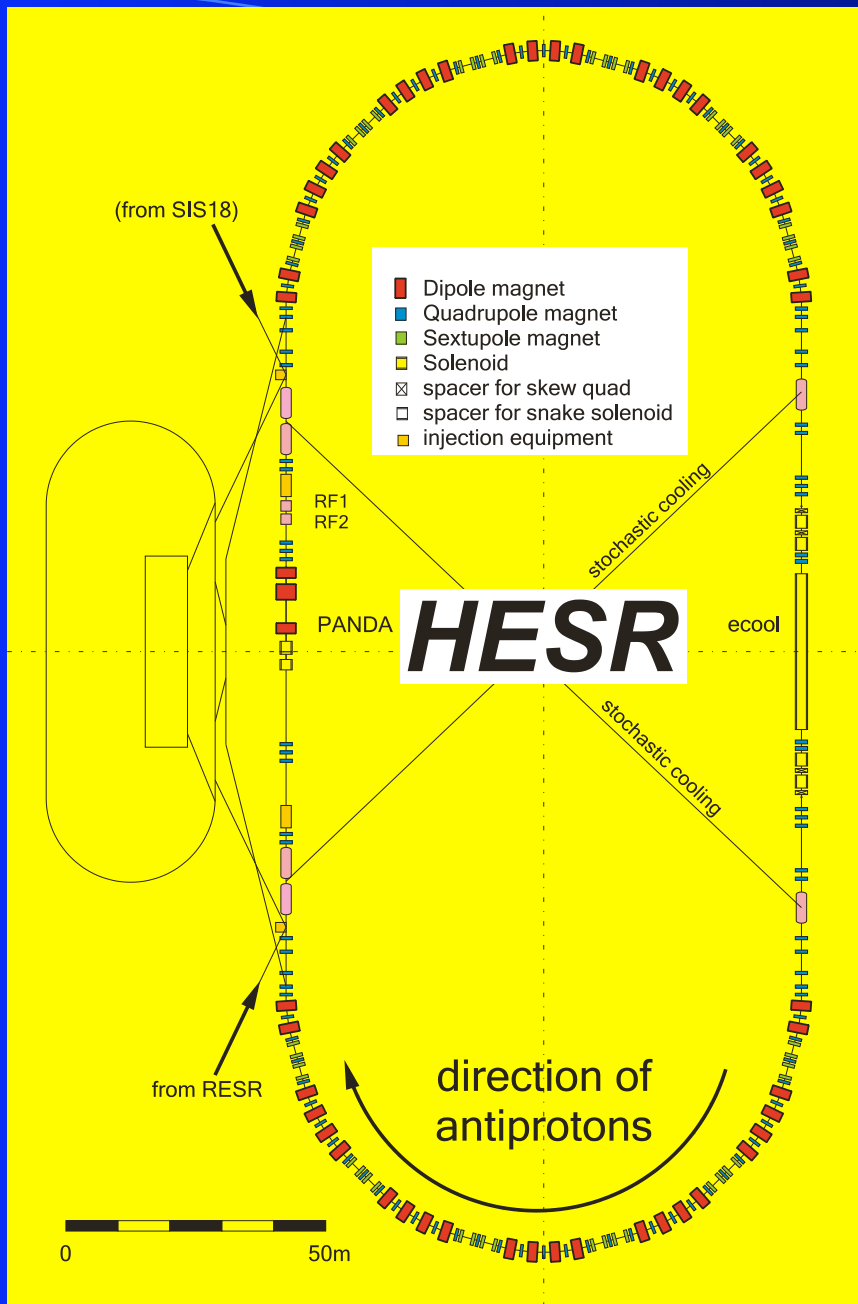 (from SIS18)
Dipole magnet
Quadrupole magnet
Sextupole magnet
Solenoid
spacer for skew quad
spacer for snake solenoid
injection equipment
RF1
RF2
stochastic cooling
PANDA
HESR
ecool
stochastic cooling
from RESR
direction of
antiprotons
0
50m